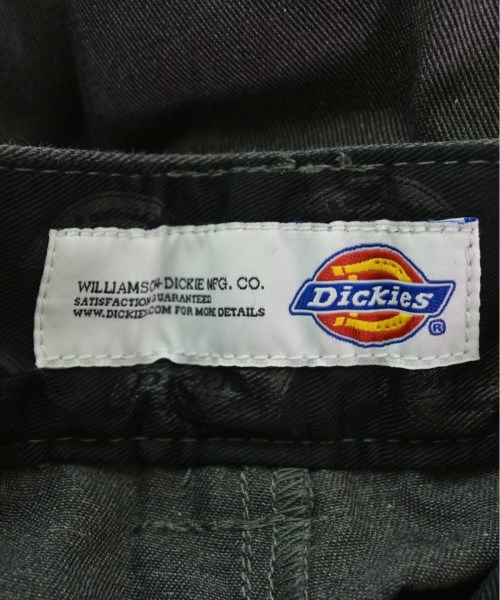 WILLIAMSON-DICKIE MFG. CO.
SATISFACTION GUARANTEED
WWW.DICKIES.COM FOR MORE DETAILS
Dickies
®